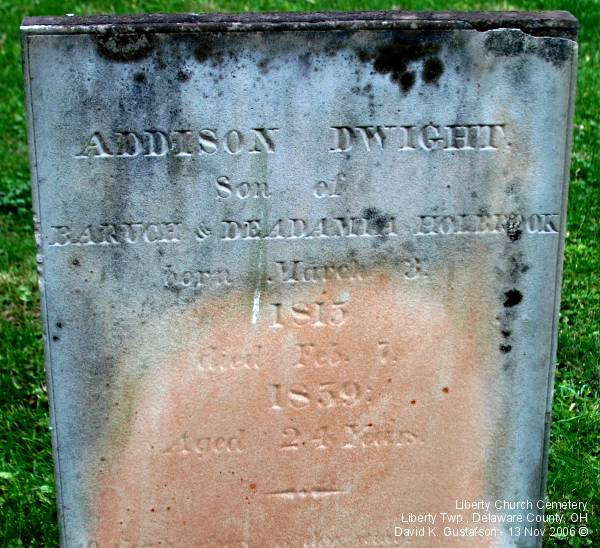 ADDISON DWIGHT.
Son of
BARUCH & DEADAMIA HOLBROOK
born March 3.
1815
died Feb. 7.
1839;
Aged 24 Years.
Liberty Church Cemetery
Liberty Twp., Delaware County, OH
David K. Gustafson - 13 Nov 2006 ©